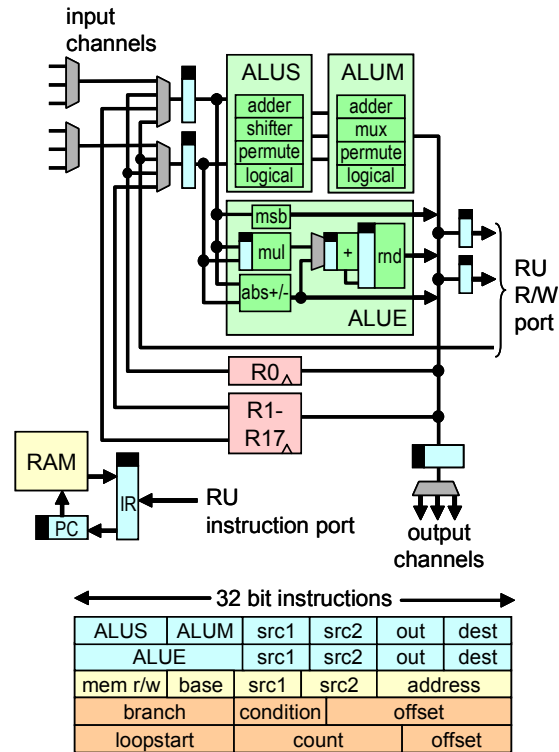 input
channels
ALUS
adder
shifter
permute
logical
ALUM
adder
mux
permute
logical
msb
mul
+
rnd
abs+/-
ALUE
RU
R/W
port
R0
R1-
R17
RAM
PC
IR
RU
instruction port
output
channels
32 bit instructions
ALUS ALUM src1 src2 out dest
ALUE src1 src2 out dest
mem r/w base src1 src2 address
branch condition offset
loopstart count offset